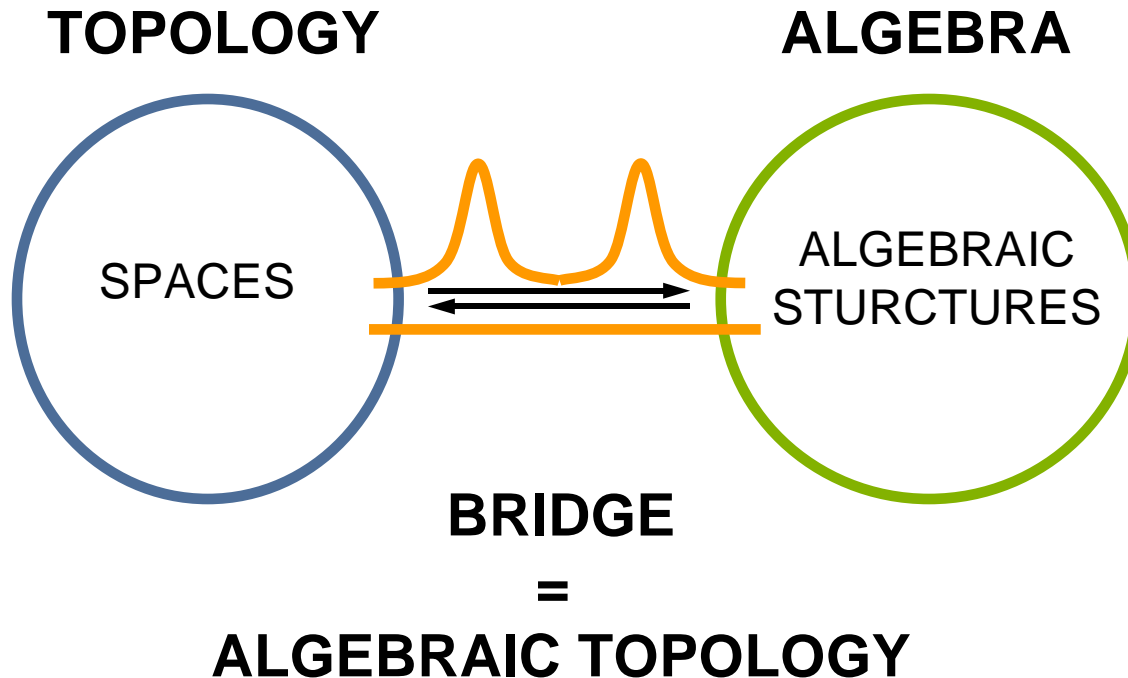 TOPOLOGY
ALGEBRA
SPACES
ALGEBRAIC
STURCTURES
BRIDGE
=
ALGEBRAIC TOPOLOGY